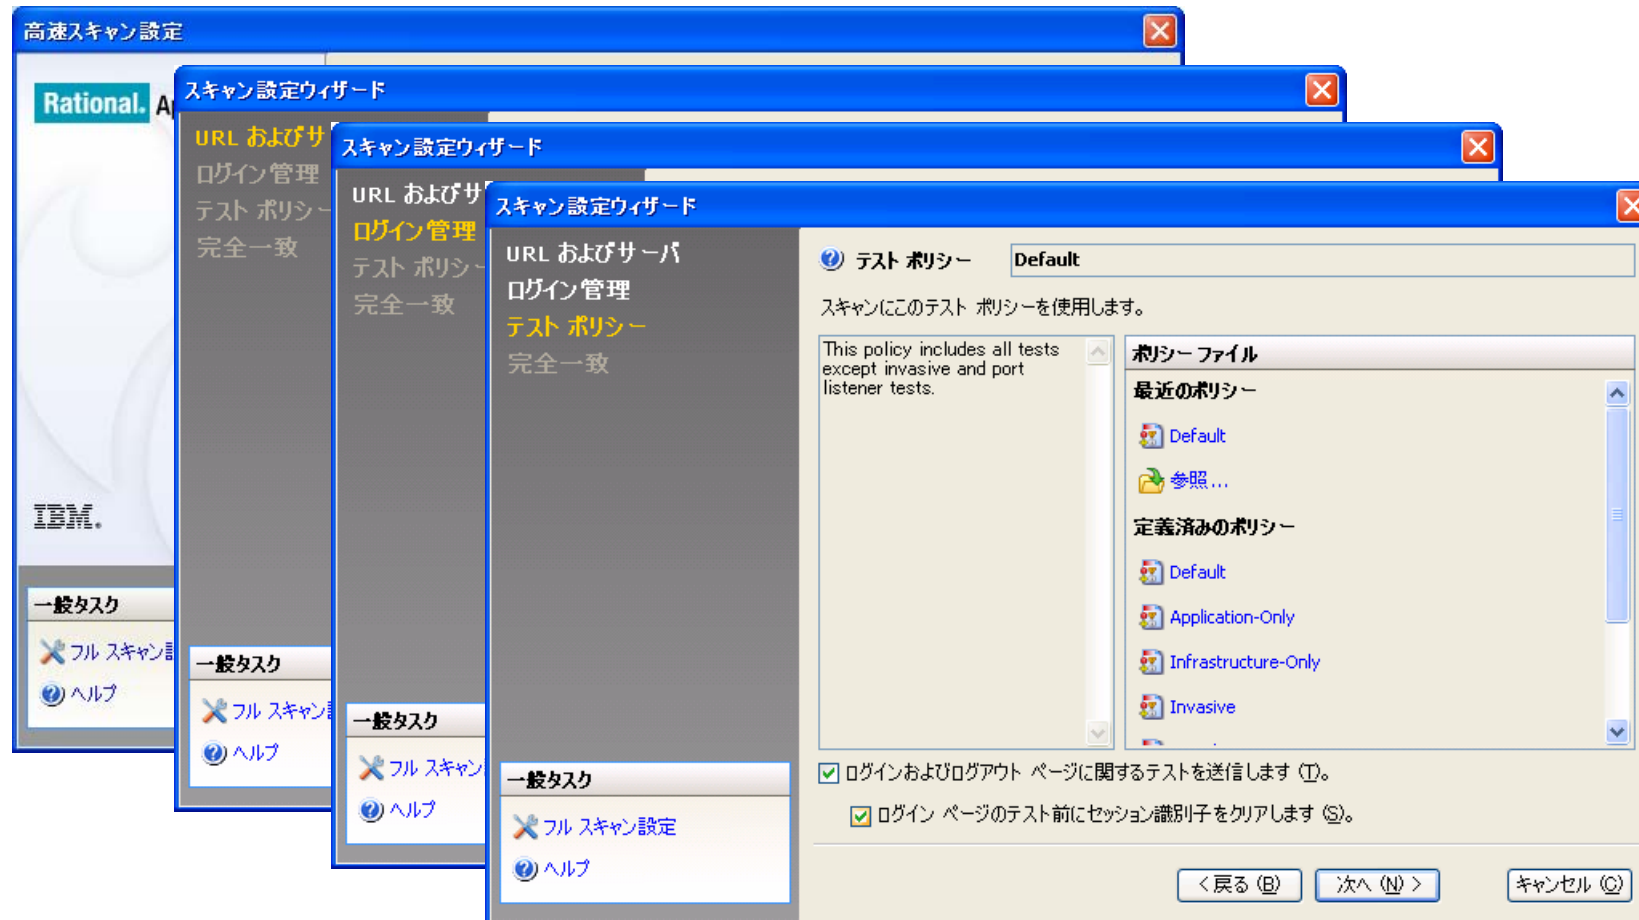 高速スキャン設定
Rational. A
IBM.
一般タスク
フル スキャン
ヘルプ
スキャン設定ウィザード
URL およびサ
ログイン管理
テスト ポリシー
完全一致
一般タスク
フル スキャン
ヘルプ
スキャン設定ウィザード
URL およびサ
ログイン管理
テスト ポリシー
完全一致
一般タスク
フル スキャン
ヘルプ
スキャン設定ウィザード
URL およびサーバ
ログイン管理
テスト ポリシー
完全一致
一般タスク
フル スキャン設定
ヘルプ
テスト ポリシー Default
スキャンにこのテスト ポリシーを使用します。
This policy includes all tests
except invasive and port
listener tests.
ポリシー ファイル
最近のポリシー
Default
参照...
定義済みのポリシー
Default
Application-Only
Infrastructure-Only
Invasive
ログインおよびログアウト ページに関するテストを送信します (T)。
ログイン ページのテスト前にセッション識別子をクリアします (S)。
< 戻る (B) 次へ (N) > キャンセル (C)